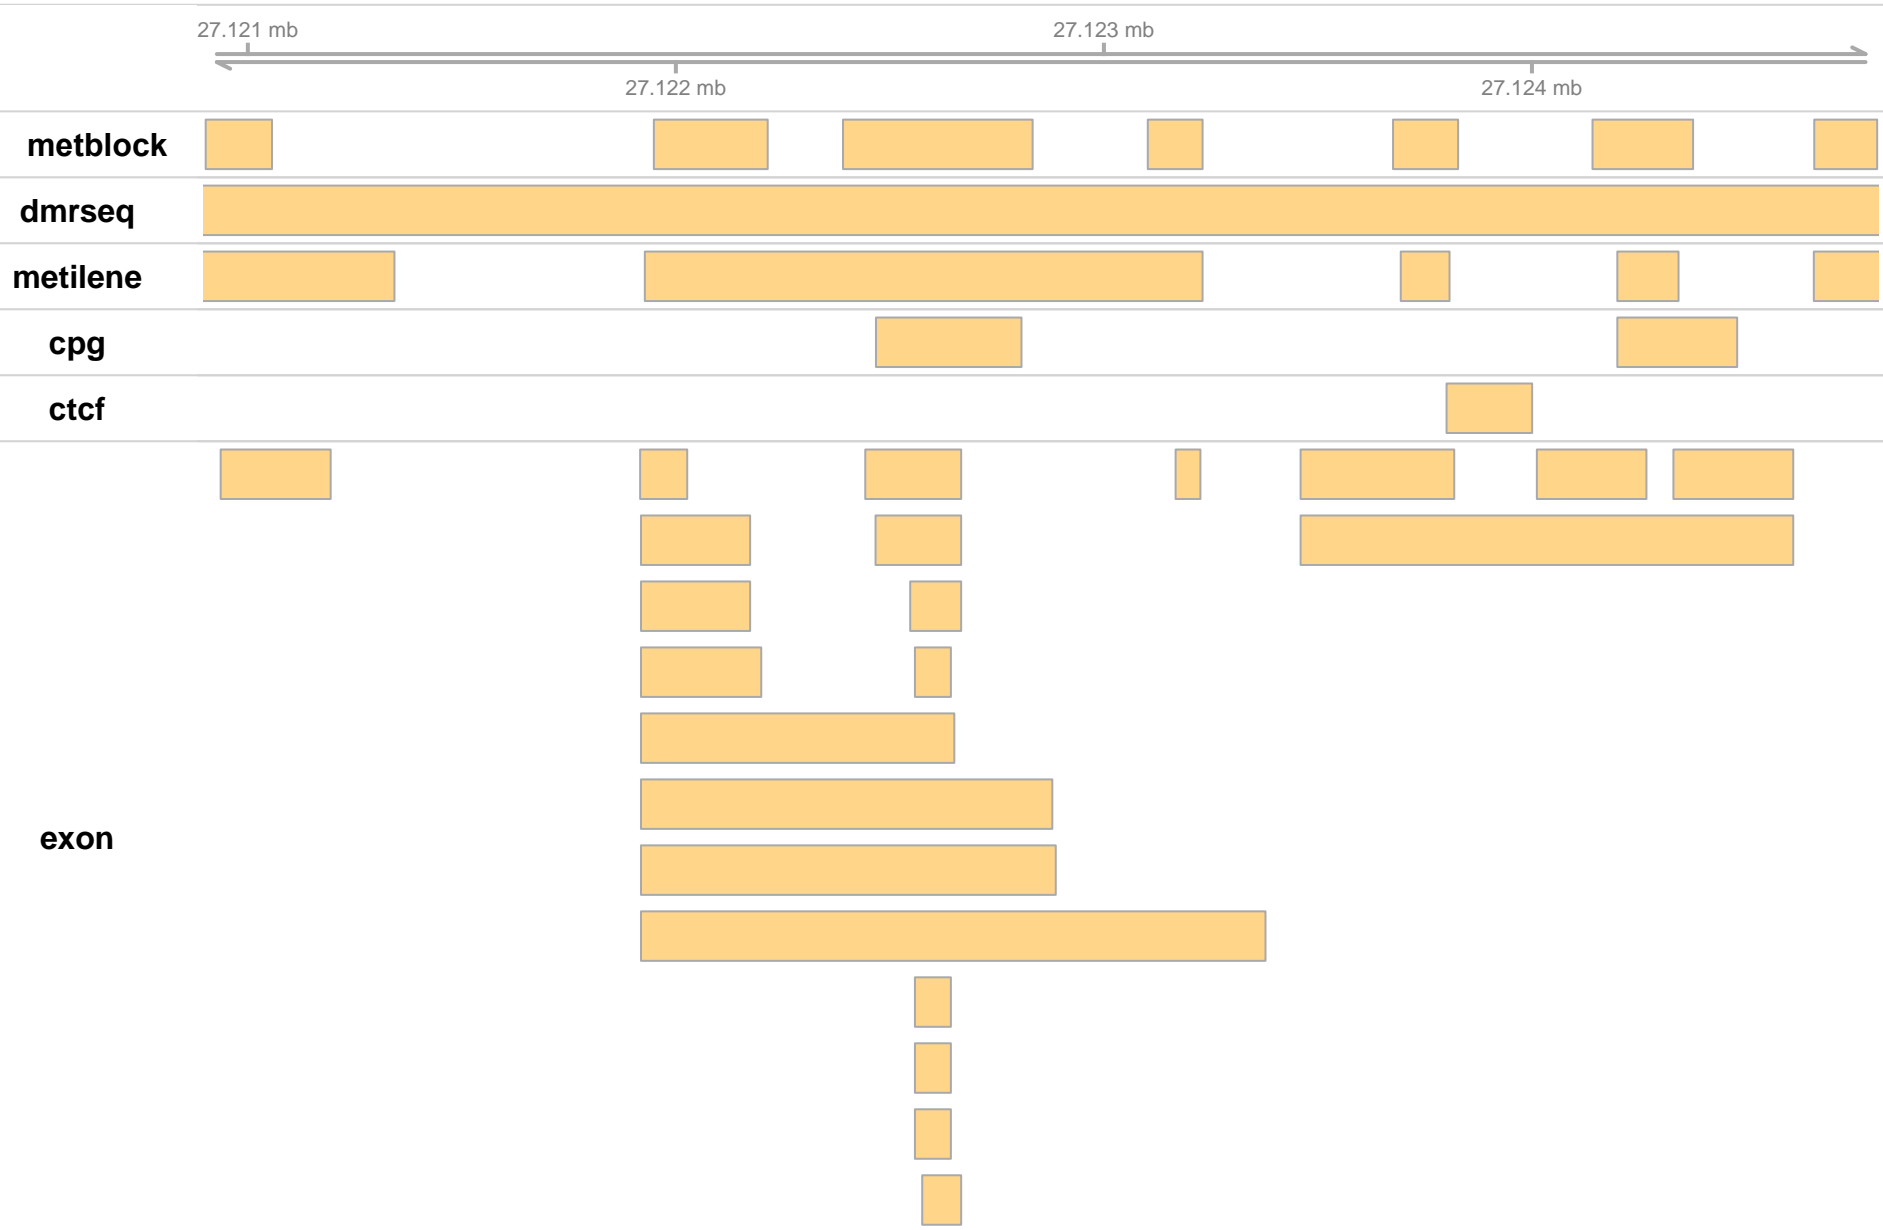 27.121 mb
27.123 mb
27.122 mb
27.124 mb
metblock
dmrseq
metilene
cpg
ctcf
exon